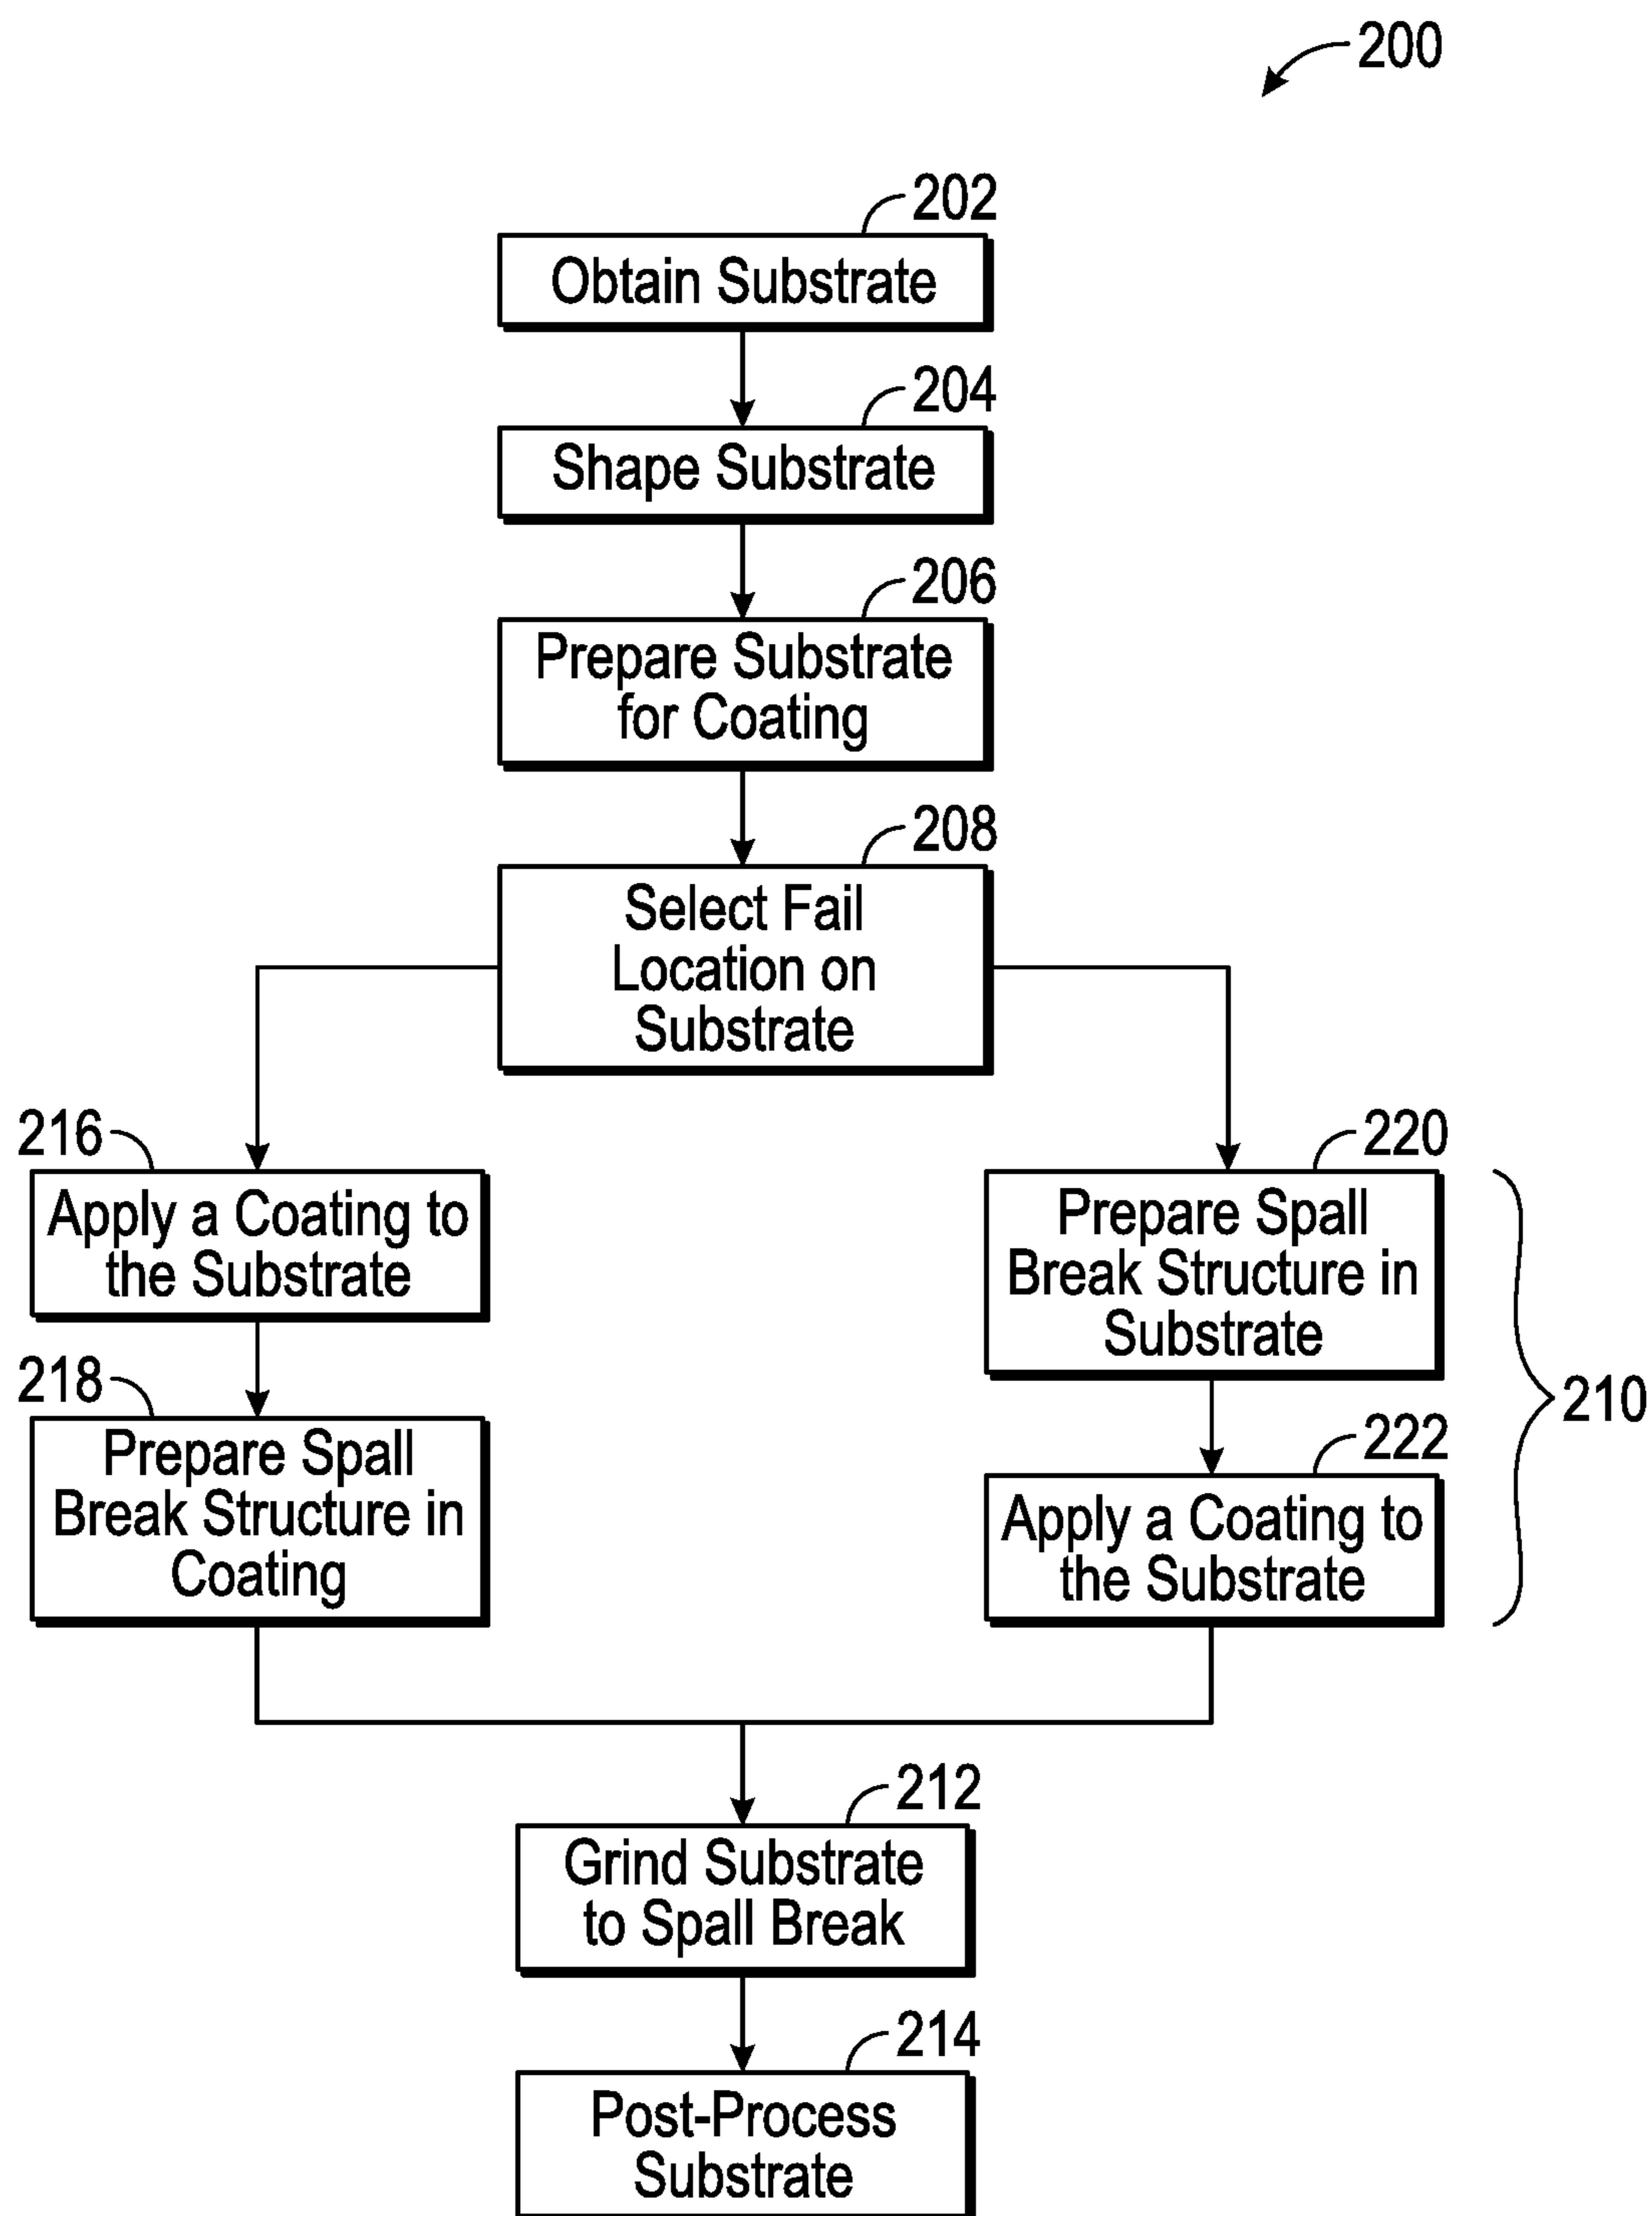 200
202
Obtain Substrate
204
Shape Substrate
206
Prepare Substrate
for Coating
208
Select Fail
Location on
Substrate
216
Apply a Coating to
the Substrate
218
Prepare Spall
Break Structure in
Coating
220
Prepare Spall
Break Structure in
Substrate
222
Apply a Coating to
the Substrate
210
212
Grind Substrate
to Spall Break
214
Post-Process
Substrate